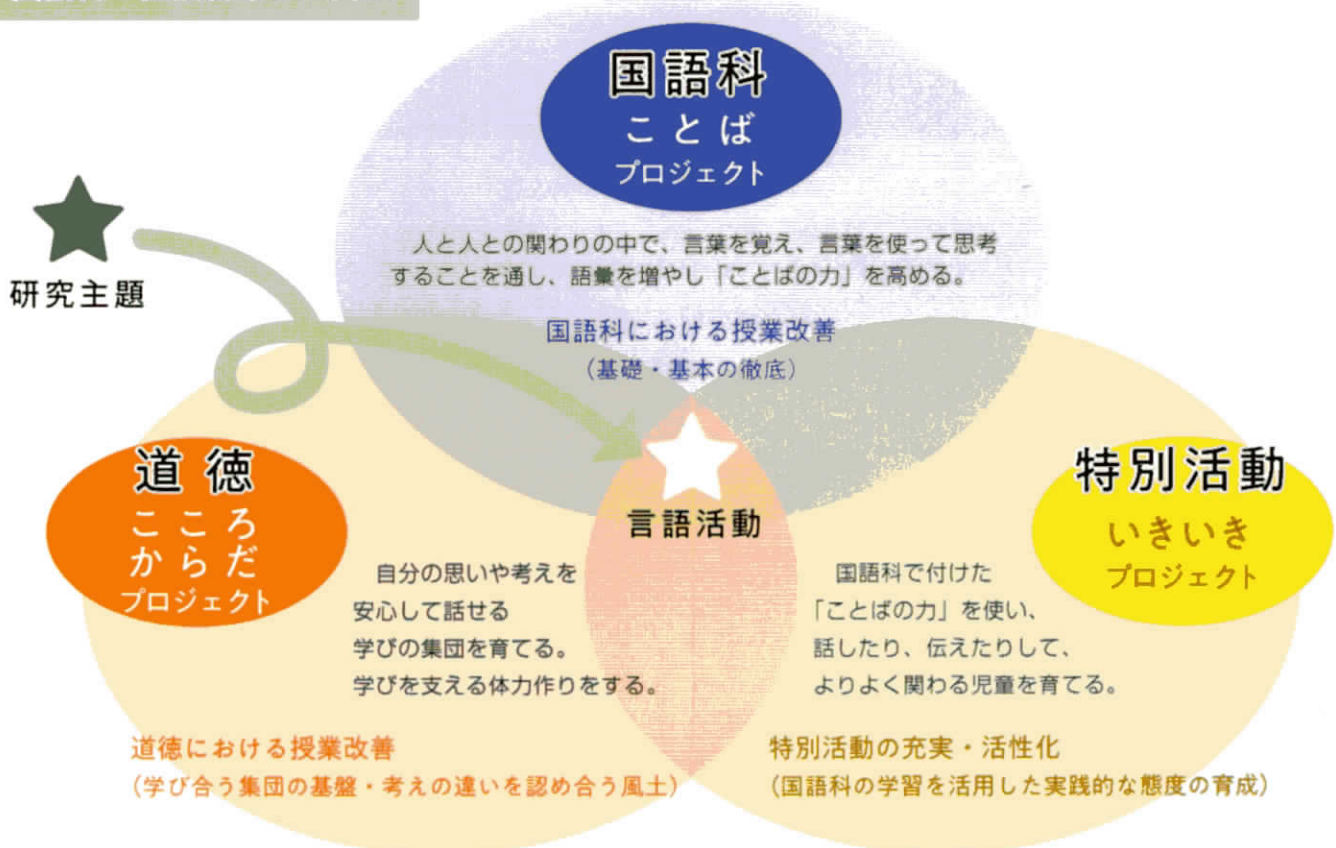 国語科
ことば
プロジェクト
人と人との関わりの中で、言葉を覚え、言葉を使って思考
することを通し、語彙を増やし「ことばの力」を高める。
国語科における授業改善
(基礎・基本の徹底)
研究主題
言語活動
道徳
こころ
からだ
プロジェクト
自分の思いや考えを
安心して話せる
学びの集団を育てる。
学びを支える体力作りをする。
道徳における授業改善
(学び合う集団の基盤・考えの違いを認め合う風土)
特別活動
いきいき
プロジェクト
国語科で付けた
「ことばの力」を使い、
話したり、伝えたりして、
よりよく関わる児童を育てる。
特別活動の充実・活性化
(国語科の学習を活用した実践的な態度の育成)